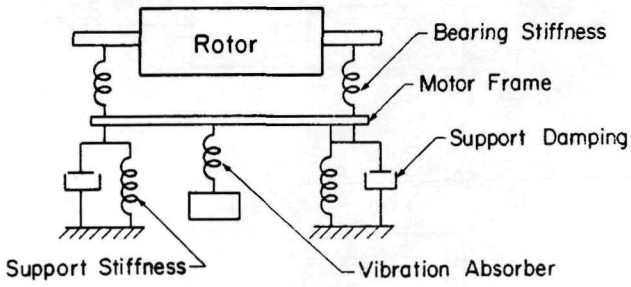 Rotor
Bearing Stiffness
Motor Frame
Support Damping
Support Stiffness
Vibration Absorber